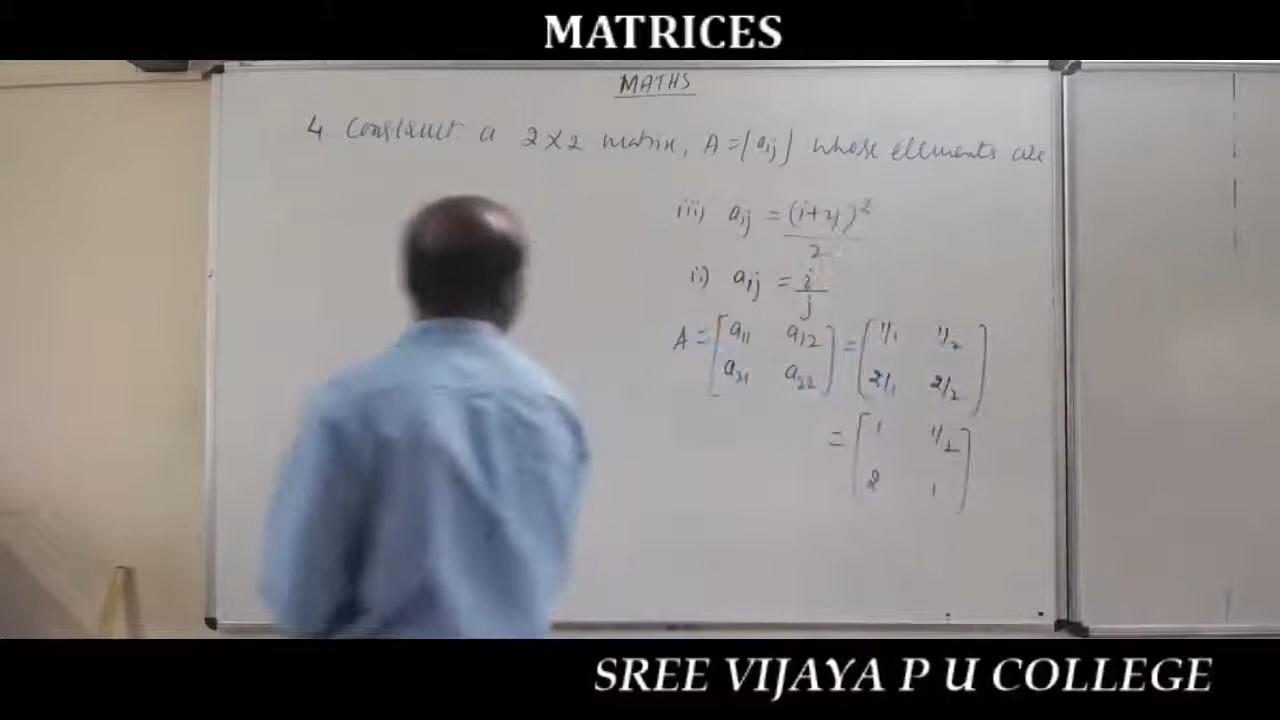 MATRICES
MATHS
4 Construct a 2×2 matrix, A=[aij] whose elements are
iii) aij = (i+2j)²/2
ii) aij = i/j
A = [a11 a12; a21 a22] = [1/1 1/2; 2/1 2/2]
= [1 1/2; 2 1]
SREE VIJAYA P U COLLEGE